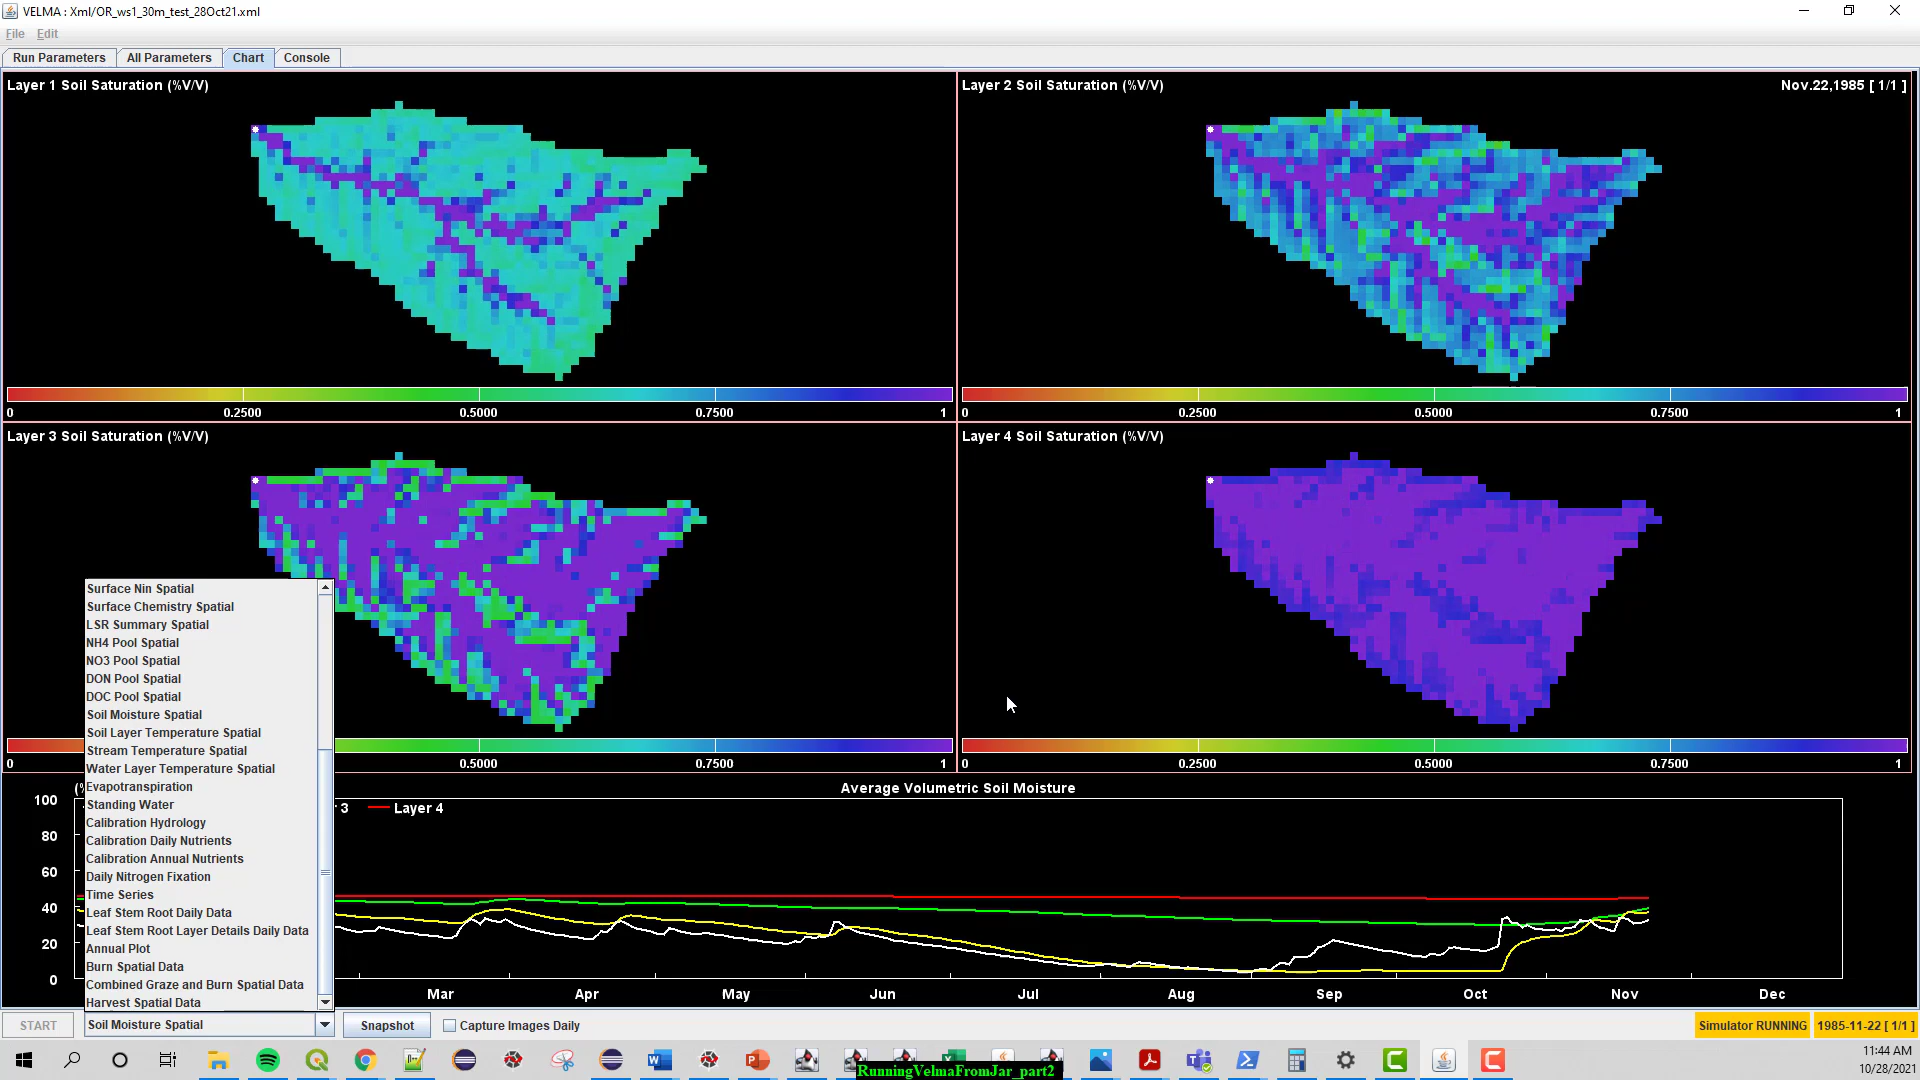 VELMA : Xml/OR_ws1_30m_test_28Oct21.xml
File Edit
Run Parameters All Parameters Chart Console
Layer 1 Soil Saturation (%V/V)
0 0.2500 0.5000 0.7500 1
Layer 2 Soil Saturation (%V/V) Nov.22,1985 [ 1/1 ]
0 0.2500 0.5000 0.7500 1
Layer 3 Soil Saturation (%V/V)
0 0.5000 0.7500 1
Layer 4 Soil Saturation (%V/V)
0 0.2500 0.5000 0.7500 1
Surface Nin Spatial
Surface Chemistry Spatial
LSR Summary Spatial
NH4 Pool Spatial
NO3 Pool Spatial
DON Pool Spatial
DOC Pool Spatial
Soil Moisture Spatial
Soil Layer Temperature Spatial
Stream Temperature Spatial
Water Layer Temperature Spatial
Evapotranspiration
Standing Water
Calibration Hydrology
Calibration Daily Nutrients
Calibration Annual Nutrients
Daily Nitrogen Fixation
Time Series
Leaf Stem Root Daily Data
Leaf Stem Root Layer Details Daily Data
Annual Plot
Burn Spatial Data
Combined Graze and Burn Spatial Data
Harvest Spatial Data
Average Volumetric Soil Moisture
3 Layer 4
100
80
60
40
20
0
Mar Apr May Jun Jul Aug Sep Oct Nov Dec
START Soil Moisture Spatial Snapshot Capture Images Daily Simulator RUNNING 1985-11-22 [ 1/1 ]
RunningVelmaFromJar_part2
11:44 AM
10/28/2021